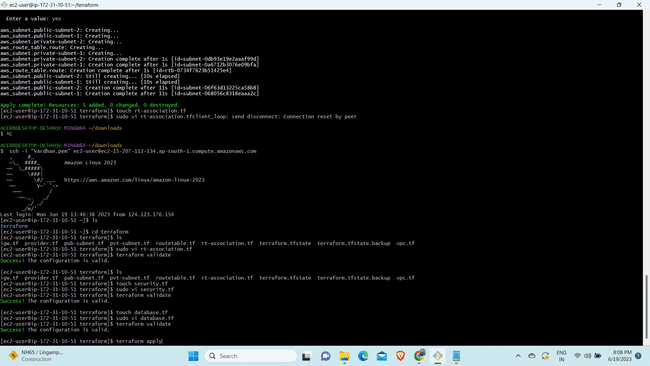 ec2-user@ip-172-31-10-51:~/terraform
Enter a value: yes
aws_subnet.public-subnet-2: Creating...
aws_subnet.private-subnet-2: Creating...
aws_route_table.route: Creating...
aws_subnet.public-subnet-1: Creating...
aws_subnet.private-subnet-1: Creating...
aws_subnet.private-subnet-2: Creation complete after 1s [id=subnet-0db93e19e2aaaf99d]
aws_subnet.private-subnet-1: Creation complete after 1s [id=subnet-0a6712b3076e09bfa]
aws_route_table.route: Creation complete after 1s [id=rtb-0734f7623b51425e4]
aws_subnet.public-subnet-2: Still creating... [10s elapsed]
aws_subnet.public-subnet-1: Still creating... [10s elapsed]
aws_subnet.public-subnet-2: Creation complete after 11s [id=subnet-06f63d13225ca58b8]
aws_subnet.public-subnet-1: Creation complete after 11s [id=subnet-068056c8318eaaa2c]
Apply complete! Resources: 5 added, 0 changed, 0 destroyed.
[ec2-user@ip-172-31-10-51 terraform]$ touch rt-association.tf
[ec2-user@ip-172-31-10-51 terraform]$ sudo vi rt-association.tfclient_loop: send disconnect: Connection reset by peer
MINGW64 ~/downloads
$ ^C
MINGW64 ~/downloads
$ ssh -i "Vardhan.pem" ec2-user@ec2-15-207-112-134.ap-south-1.compute.amazonaws.com
Amazon Linux 2023
https://aws.amazon.com/linux/amazon-linux-2023
Last login: Mon Jun 19 13:46:38 2023 from 124.123.176.154
[ec2-user@ip-172-31-10-51 ~]$ ls
terraform
[ec2-user@ip-172-31-10-51 ~]$ cd terraform
[ec2-user@ip-172-31-10-51 terraform]$ ls
igw.tf provider.tf pub-subnet.tf pvt-subnet.tf routetable.tf rt-association.tf terraform.tfstate terraform.tfstate.backup vpc.tf
[ec2-user@ip-172-31-10-51 terraform]$ sudo vi rt-association.tf
[ec2-user@ip-172-31-10-51 terraform]$ terraform validate
Success! The configuration is valid.
[ec2-user@ip-172-31-10-51 terraform]$ ls
igw.tf provider.tf pub-subnet.tf pvt-subnet.tf routetable.tf rt-association.tf terraform.tfstate terraform.tfstate.backup vpc.tf
[ec2-user@ip-172-31-10-51 terraform]$ touch security.tf
[ec2-user@ip-172-31-10-51 terraform]$ sudo vi security.tf
[ec2-user@ip-172-31-10-51 terraform]$ terraform validate
Success! The configuration is valid.
[ec2-user@ip-172-31-10-51 terraform]$ touch database.tf
[ec2-user@ip-172-31-10-51 terraform]$ sudo vi database.tf
[ec2-user@ip-172-31-10-51 terraform]$ terraform validate
Success! The configuration is valid.
[ec2-user@ip-172-31-10-51 terraform]$ terraform apply
NH65 / Lingamp...
Construction
Search
ENG
IN
8:08 PM
6/19/2023